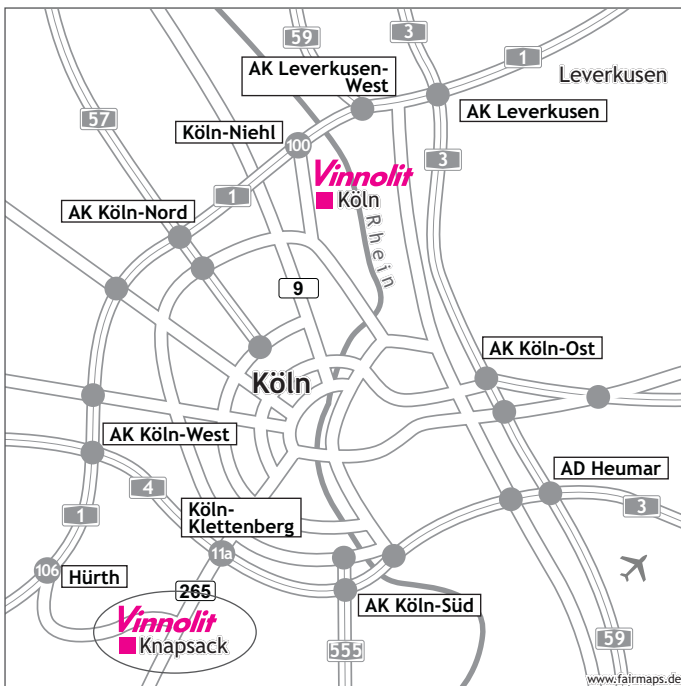 59
3
1
AK Leverkusen-
West
Leverkusen
57
Köln-Niehl
AK Leverkusen
100
3
Vinnolit
Köln
1
AK Köln-Nord
Rhein
9
AK Köln-Ost
Köln
AK Köln-West
AD Heumar
4
Köln-
Klettenberg
1
3
11a
106
Hürth
265
Vinnolit
Knapsack
AK Köln-Süd
555
59
www.fairmaps.de